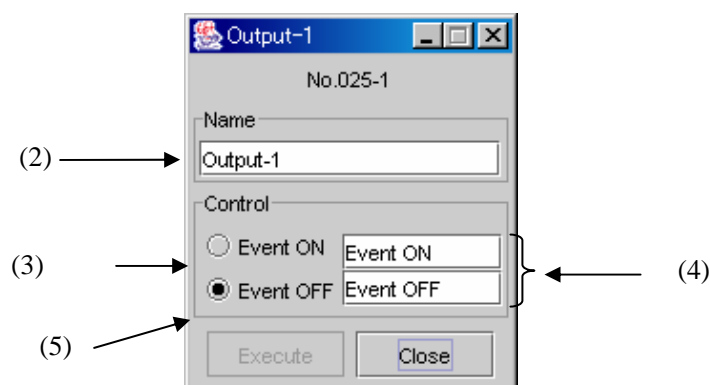 Output-1
No.025-1
Name
(2)
Output-1
Control
Event ON Event ON
(3)
(4)
Event OFF Event OFF
(5)
Execute Close